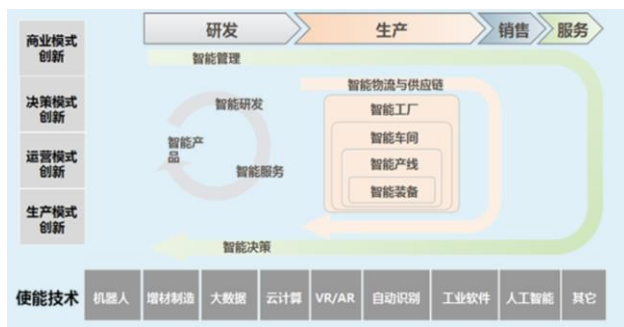 研发
生产
销售
服务
商业模式
创新
决策模式
创新
运营模式
创新
生产模式
创新
智能管理
智能物流与供应链
智能研发
智能产
品
智能服务
智能工厂
智能车间
智能产线
智能装备
智能决策
使能技术
机器人
增材制造
大数据
云计算
VR/AR
自动识别
工业软件
人工智能
其它